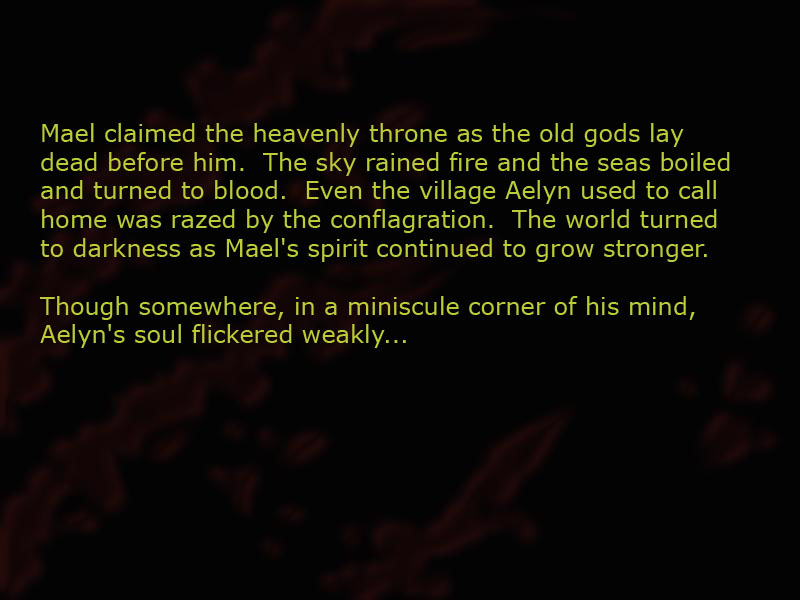 Mael claimed the heavenly throne as the old gods lay
dead before him.  The sky rained fire and the seas boiled
and turned to blood.  Even the village Aelyn used to call
home was razed by the conflagration.  The world turned
to darkness as Mael's spirit continued to grow stronger.
Though somewhere, in a miniscule corner of his mind,
Aelyn's soul flickered weakly...